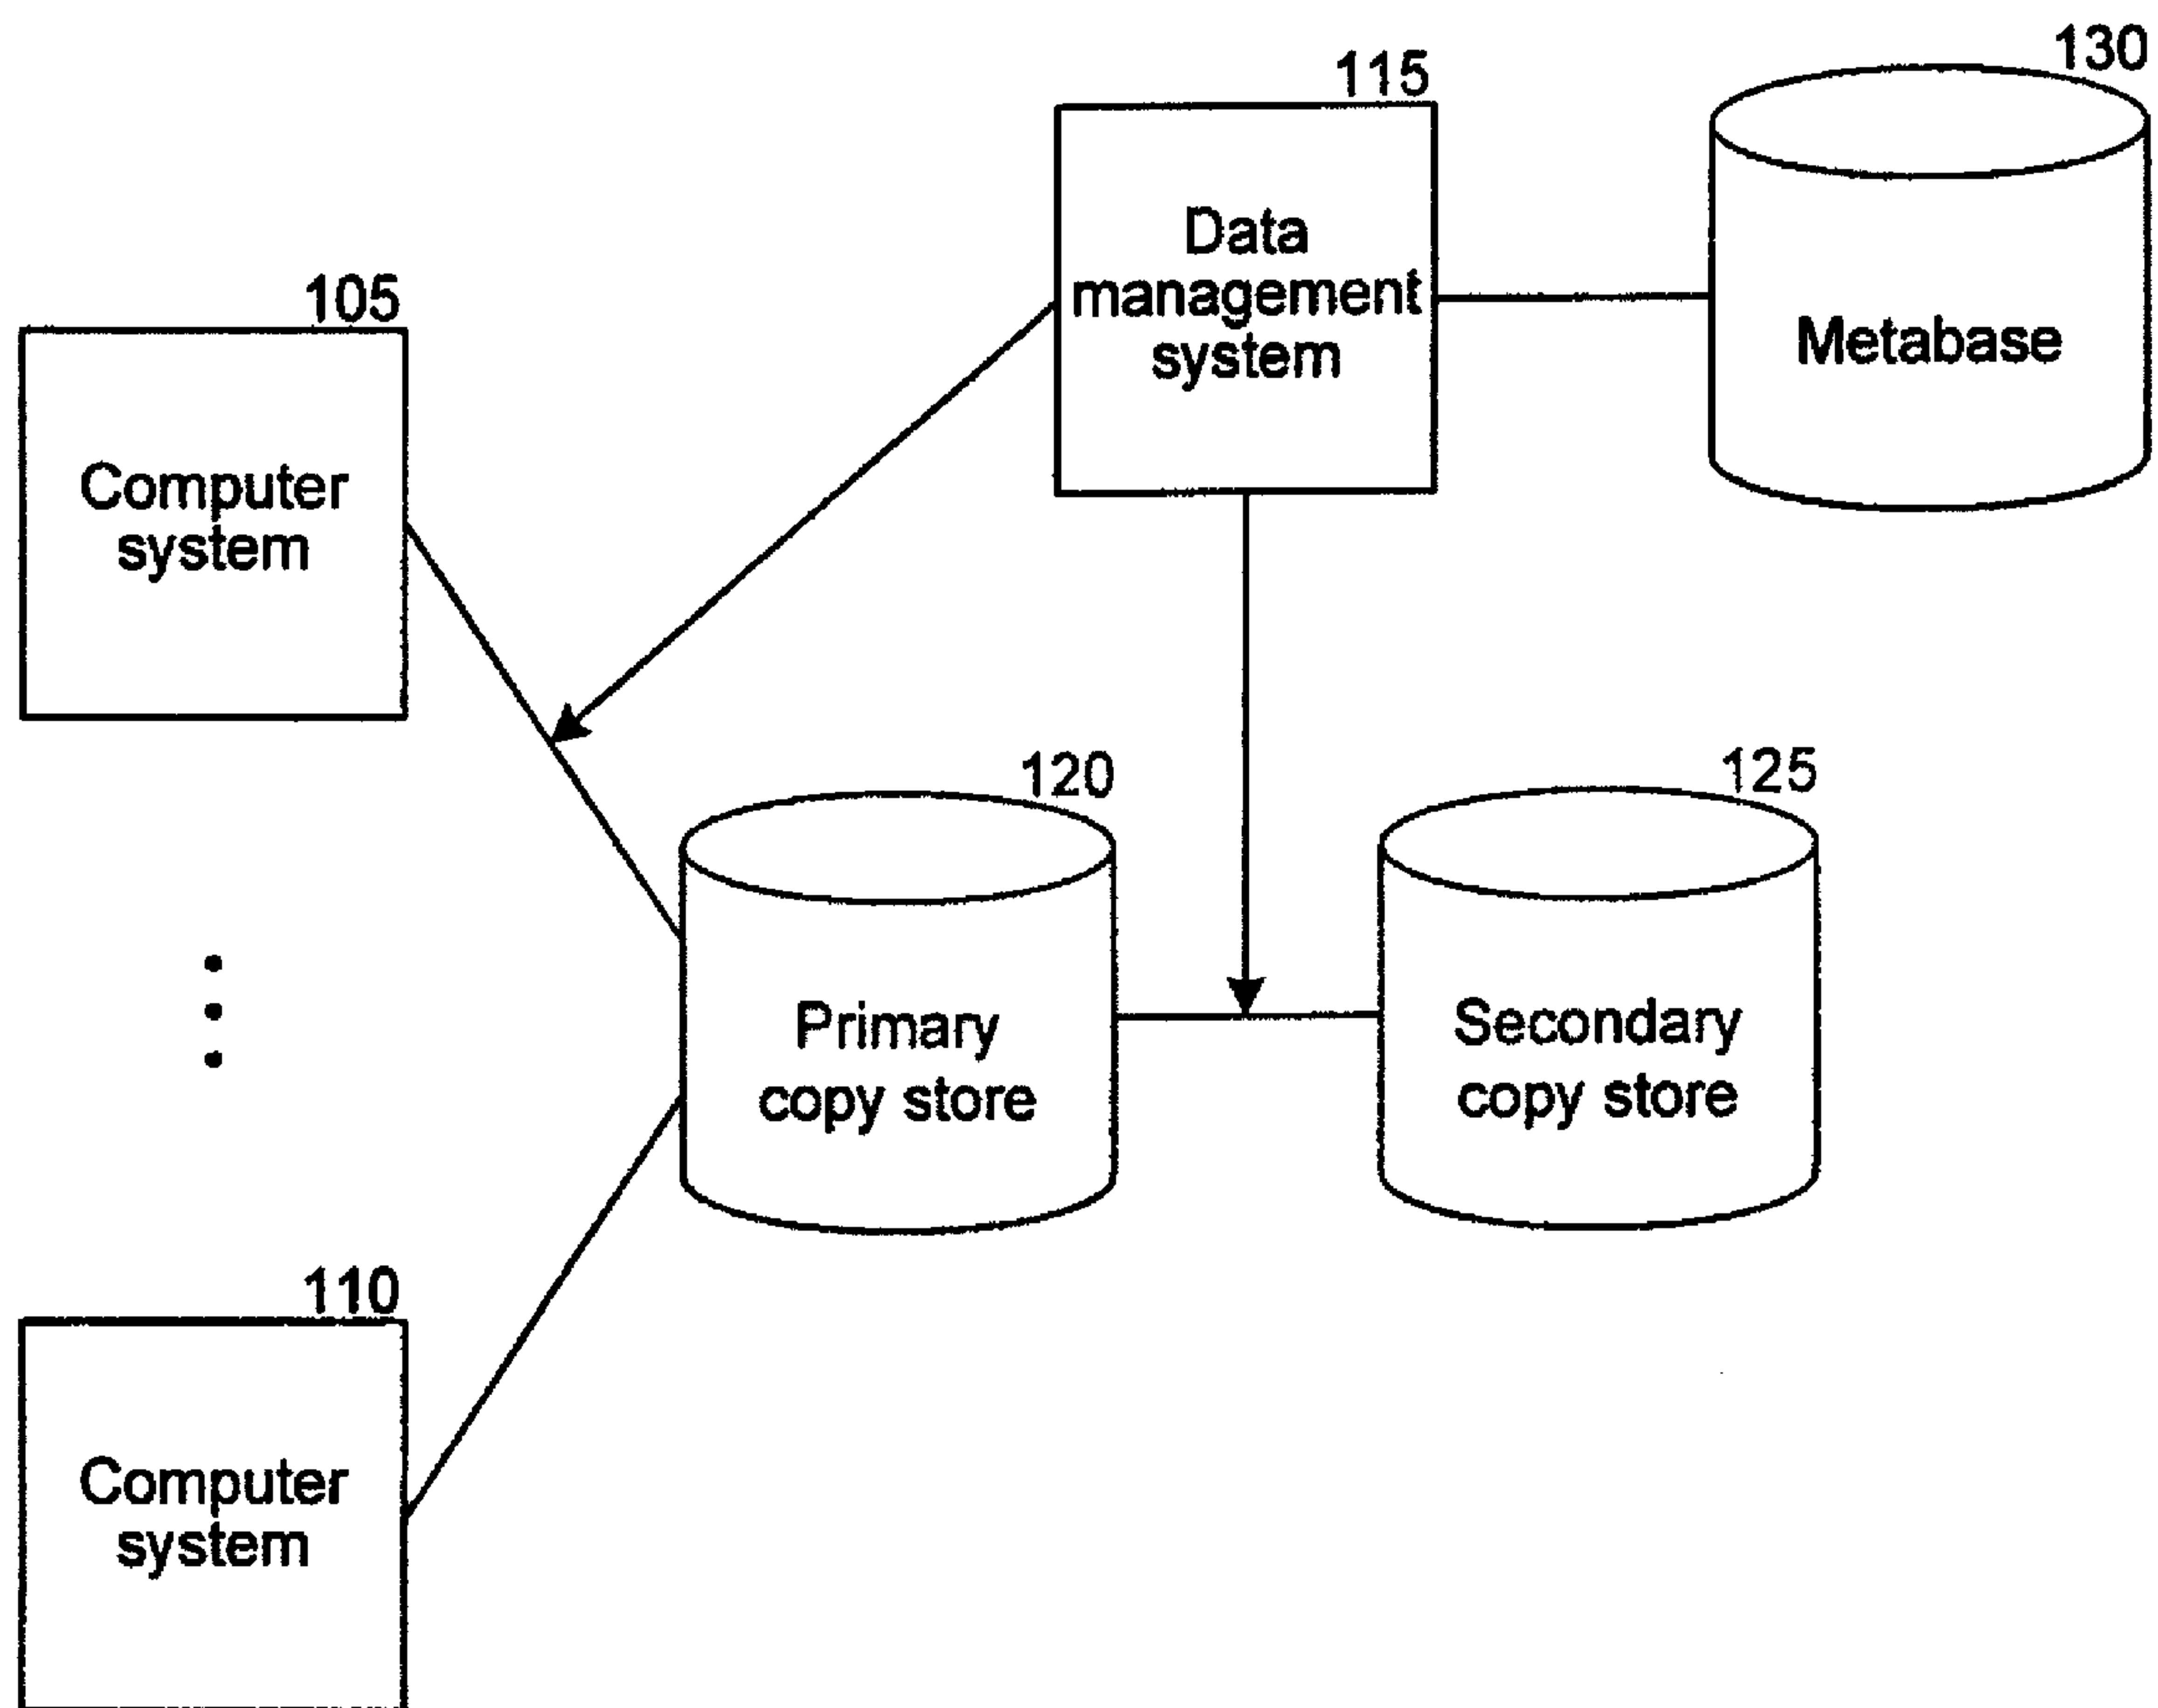 130
115
Data
management
system
Metabase
105
Computer
system
120
125
Primary
copy store
Secondary
copy store
110
Computer
system